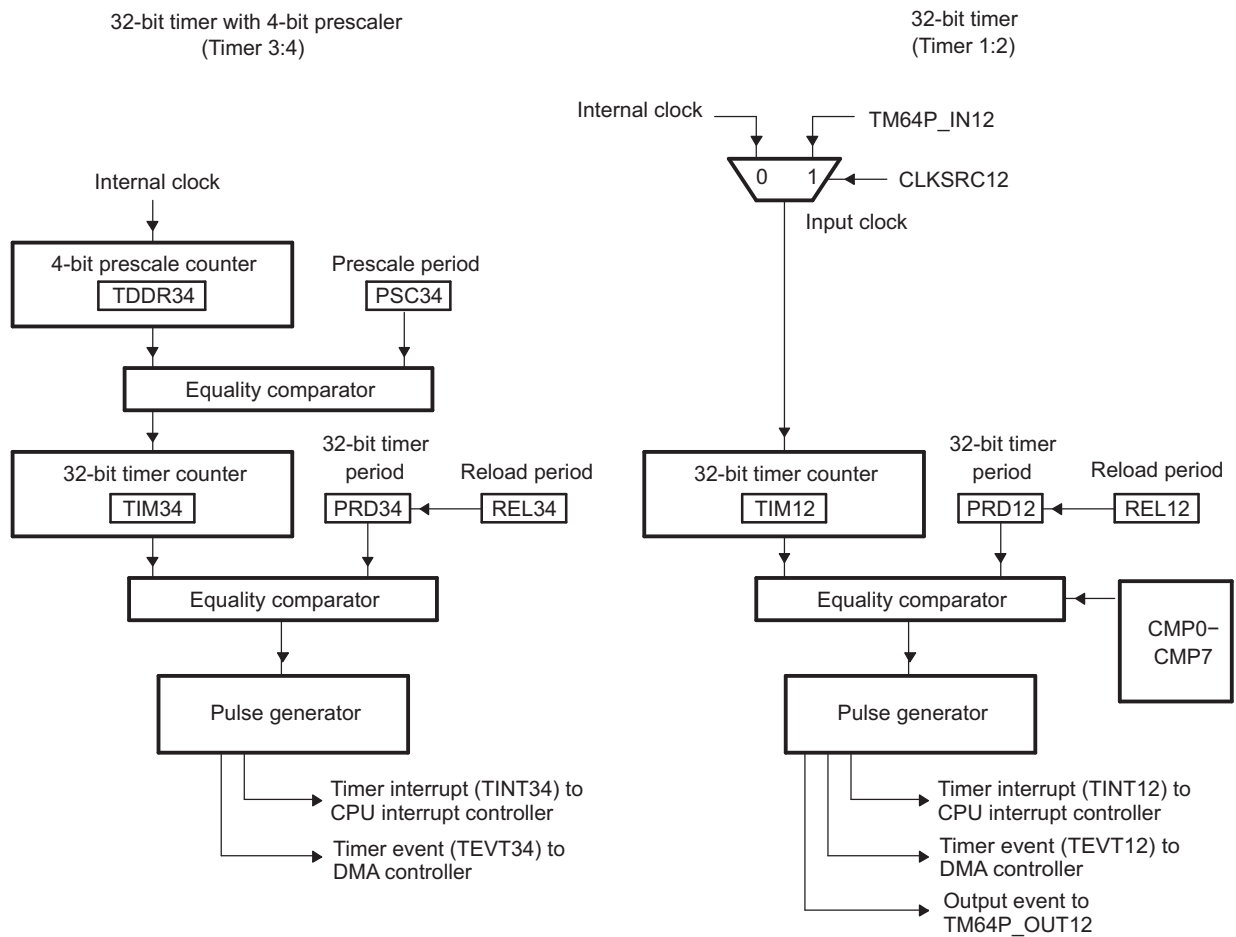 32-bit timer with 4-bit prescaler
(Timer 3:4)
Internal clock
4-bit prescale counter
TDDR34
Prescale period
PSC34
Equality comparator
32-bit timer counter
TIM34
32-bit timer
period
PRD34
Reload period
REL34
Equality comparator
Pulse generator
Timer interrupt (TINT34) to
CPU interrupt controller
Timer event (TEVT34) to
DMA controller
32-bit timer
(Timer 1:2)
Internal clock
TM64P_IN12
0 1
CLKSRC12
Input clock
32-bit timer counter
TIM12
32-bit timer
period
PRD12
Reload period
REL12
Equality comparator
CMP0−
CMP7
Pulse generator
Timer interrupt (TINT12) to
CPU interrupt controller
Timer event (TEVT12) to
DMA controller
Output event to
TM64P_OUT12